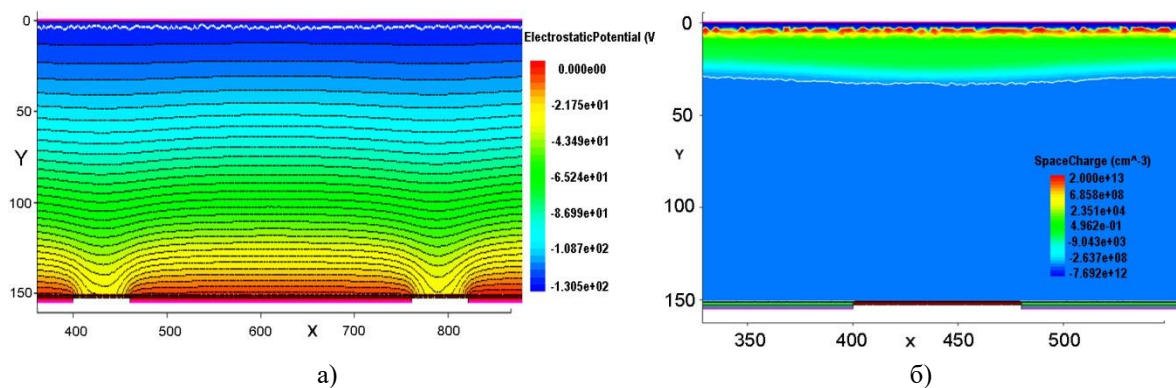 ElectrostaticPotential (V
0.000e00
-2.175e+01
-4.349e+01
-6.524e+01
-8.699e+01
-1.087e+02
-1.305e+02
0
50
Y
100
150
400
500
600
X
700
800
а)
0
50
Y
100
150
SpaceCharge (cm^-3)
2.000e+13
6.858e+08
2.351e+04
4.962e-01
-9.043e+03
-2.637e+08
-7.692e+12
350
400
X
450
500
б)